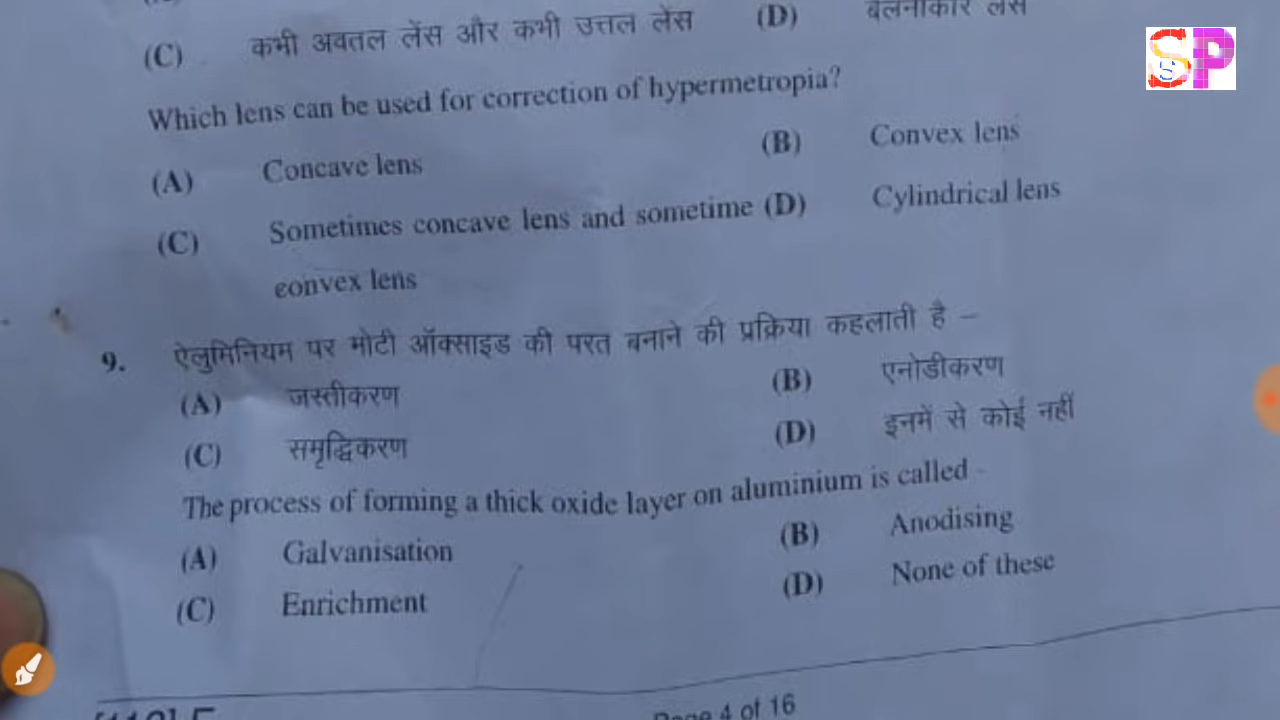 (C) कभी अवतल लेंस और कभी उत्तल लेंस (D) बेलनाकार लेंस
Which lens can be used for correction of hypermetropia?
(A) Concave lens (B) Convex lens
(C) Sometimes concave lens and sometime (D) Cylindrical lens
convex lens
9. ऐलुमिनियम पर मोटी ऑक्साइड की परत बनाने की प्रक्रिया कहलाती है –
(A) जस्तीकरण (B) एनोडीकरण
(C) समृद्धिकरण (D) इनमें से कोई नहीं
The process of forming a thick oxide layer on aluminium is called -
(A) Galvanisation (B) Anodising
(C) Enrichment (D) None of these
Page 4 of 16
SP
S